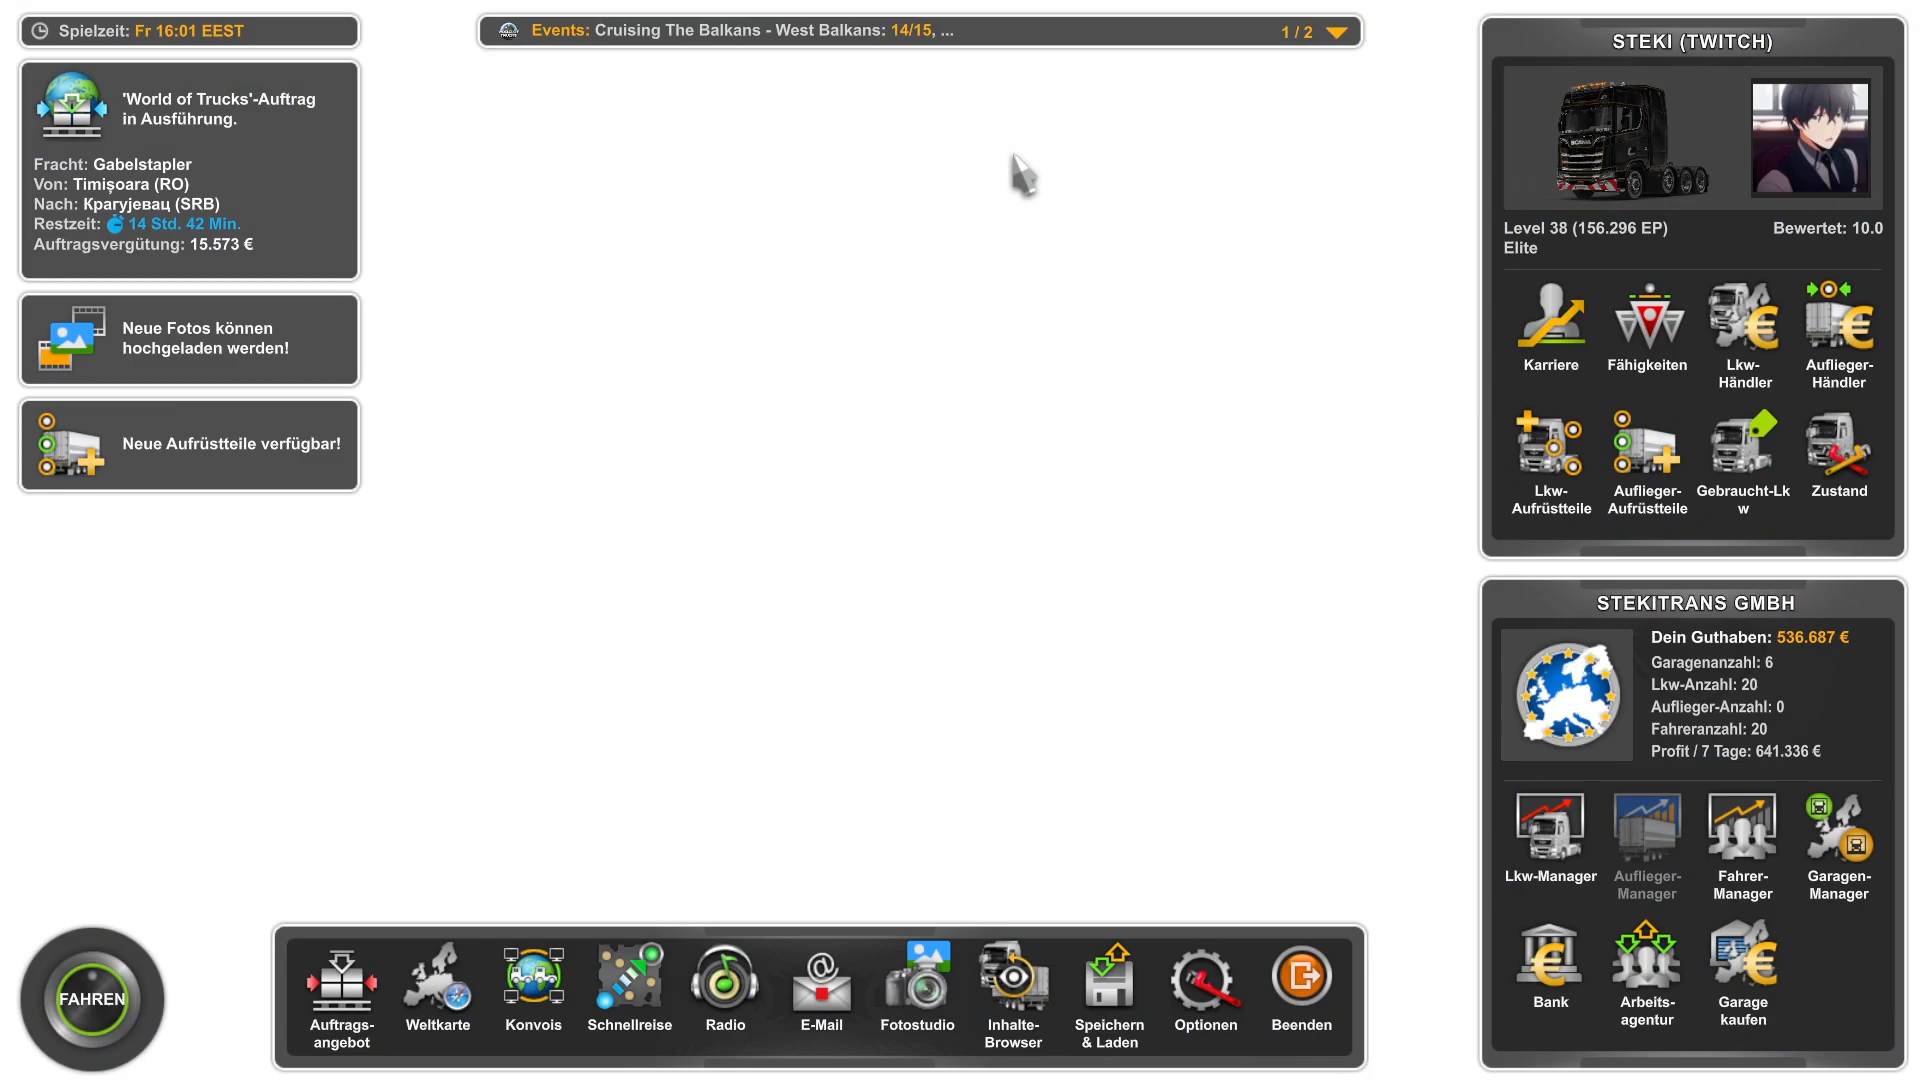 Spielzeit: Fr 16:01 EEST
Events: Cruising The Balkans - West Balkans: 14/15, ...
1 / 2
'World of Trucks'-Auftrag
in Ausführung.
Fracht: Gabelstapler
Von: Timișoara (RO)
Nach: Крагујевац (SRB)
Restzeit: 14 Std. 42 Min.
Auftragsvergütung: 15.573 €
Neue Fotos können
hochgeladen werden!
Neue Aufrüstteile verfügbar!
STEKI (TWITCH)
Level 38 (156.296 EP)
Bewertet: 10.0
Elite
Karriere
Fähigkeiten
Lkw-
Händler
Auflieger-
Händler
Lkw-
Aufrüstteile
Auflieger-
Aufrüstteile
Gebraucht-Lk
w
Zustand
STEKITRANS GMBH
Dein Guthaben: 536.687 €
Garagenanzahl: 6
Lkw-Anzahl: 20
Auflieger-Anzahl: 0
Fahreranzahl: 20
Profit / 7 Tage: 641.336 €
Lkw-Manager
Auflieger-
Manager
Fahrer-
Manager
Garagen-
Manager
Bank
Arbeits-
agentur
Garage
kaufen
FAHREN
Auftrags-
angebot
Weltkarte
Konvois
Schnellreise
Radio
E-Mail
Fotostudio
Inhalte-
Browser
Speichern
& Laden
Optionen
Beenden